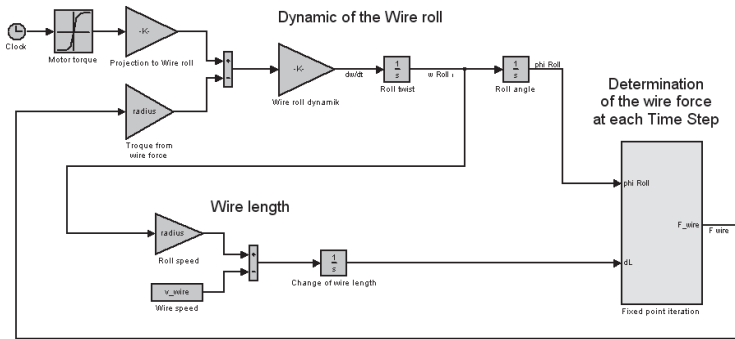 Dynamic of the Wire roll
Clock
Motor torque
-K-
Projection to Wire roll
+
-
-K-
Wire roll dynamik
dw/dt
1
s
Roll twist
w Roll
1
s
Roll angle
phi Roll
radius
Troque from
wire force
Determination
of the wire force
at each Time Step
phi Roll
F_wire
F wire
dL
Fixed point iteration
Wire length
radius
Roll speed
v_wire
Wire speed
+
-
1
s
Change of wire length